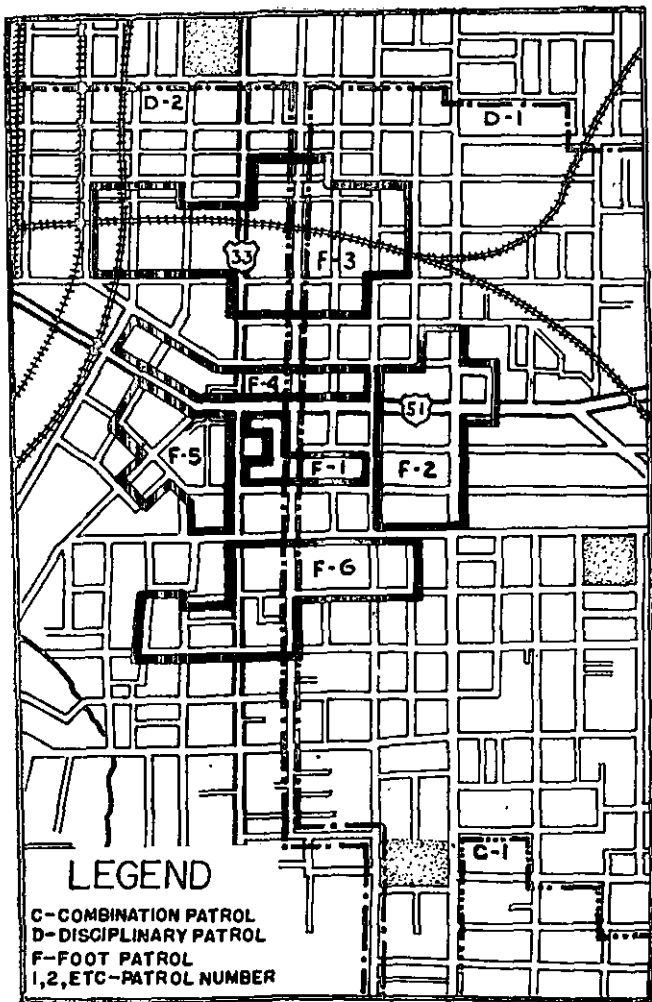 D-2
D-1
33
F-3
F-4
51
F-5
F-1
F-2
F-6
C-1
LEGEND
C-COMBINATION PATROL
D-DISCIPLINARY PATROL
F-FOOT PATROL
1,2,ETC-PATROL NUMBER